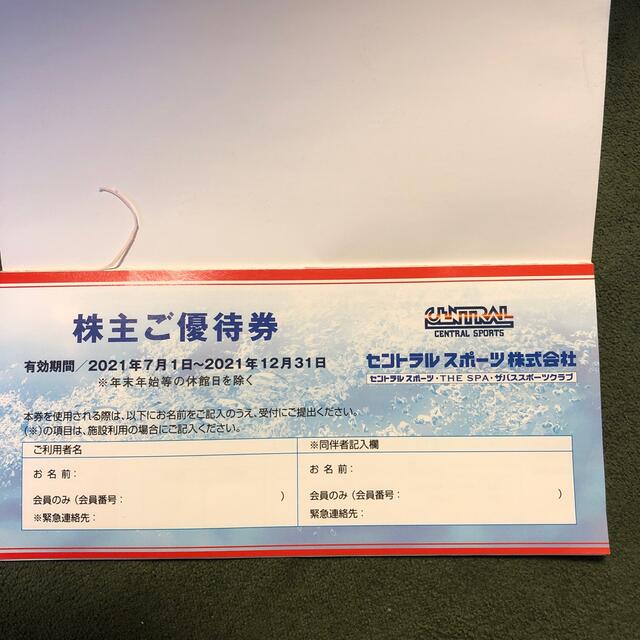 株主ご優待券
有効期間／2021年7月1日〜2021年12月31日
※年末年始等の休館日を除く
CENTRAL
CENTRAL SPORTS
セントラルスポーツ株式会社
セントラルスポーツ・THE SPA・ザバススポーツクラブ
本券を使用される際は、以下にお名前をご記入のうえ、受付にご提出ください。
(※)の項目は、施設利用の場合にご記入ください。
ご利用者名
お名前：
会員のみ(会員番号： )
※緊急連絡先：
※同伴者記入欄
お名前：
会員のみ(会員番号： )
緊急連絡先：